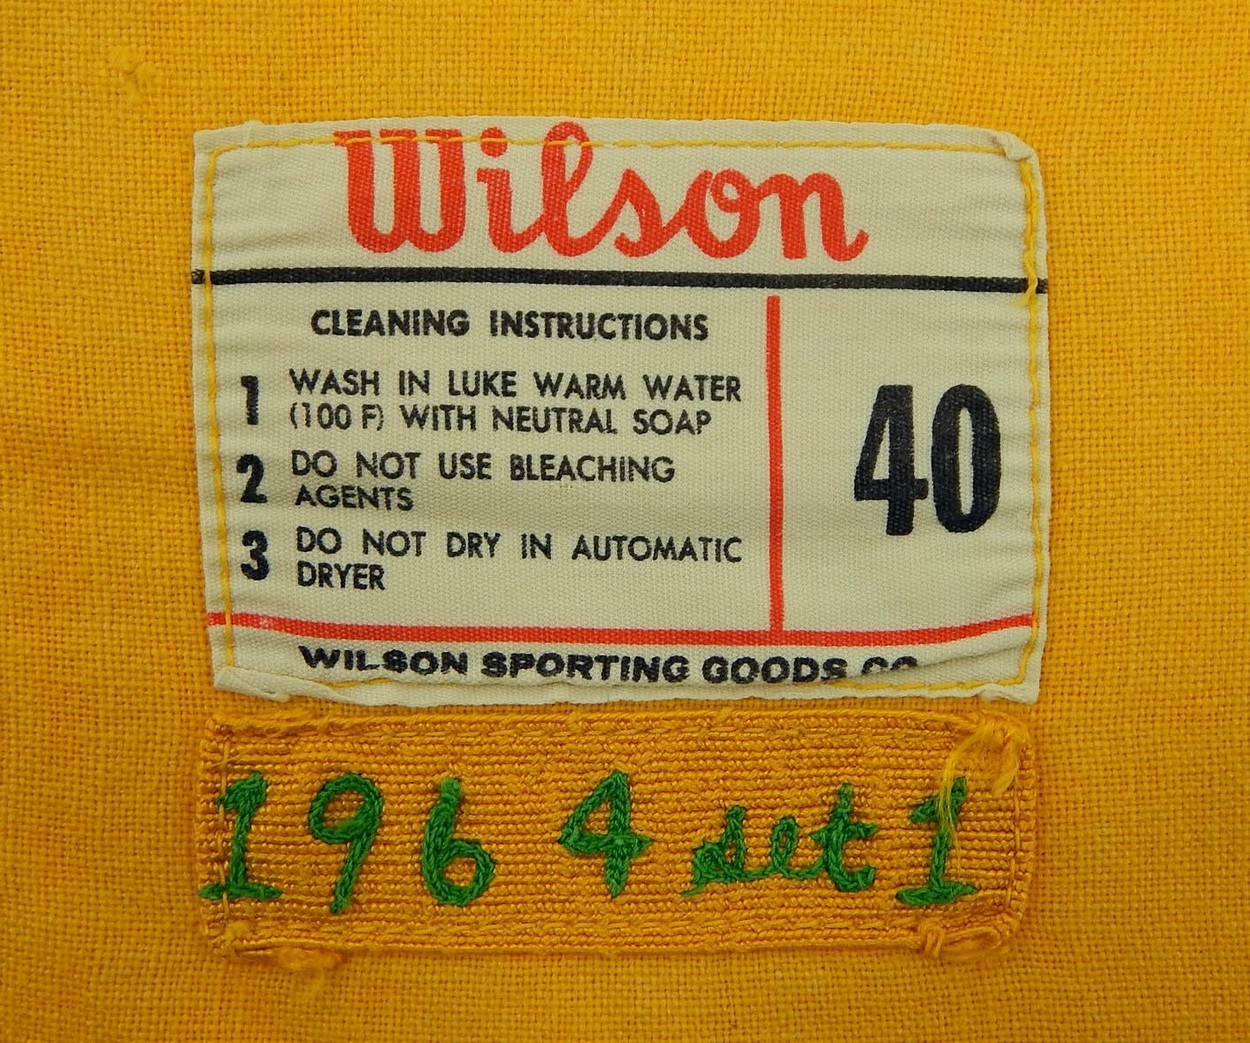 Wilson
CLEANING INSTRUCTIONS
1 WASH IN LUKE WARM WATER
(100 F) WITH NEUTRAL SOAP
2 DO NOT USE BLEACHING
AGENTS
3 DO NOT DRY IN AUTOMATIC
DRYER
40
WILSON SPORTING GOODS CO
1964 set 1